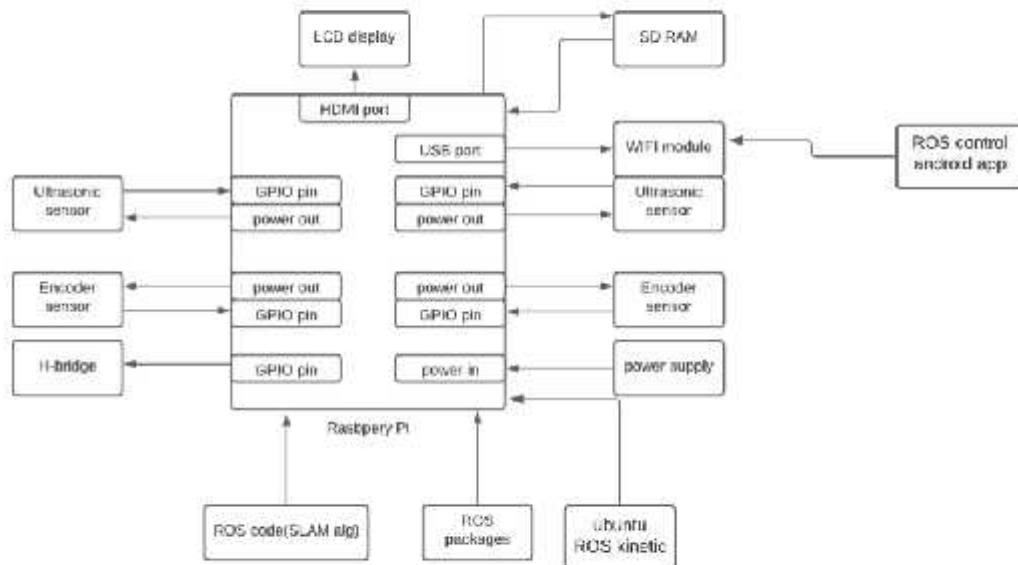 LCD display
SD RAM
HDMI port
USB port
WIFI module
ROS control
android app
Ultrasonic
sensor
GPIO pin
power out
GPIO pin
power out
Ultrasonic
sensor
Encoder
sensor
power out
GPIO pin
power out
GPIO pin
Encoder
sensor
H-bridge
GPIO pin
power in
power supply
Rasbpery Pi
ROS code(SLAM alg)
ROS
packages
ubuntu
ROS kinetic